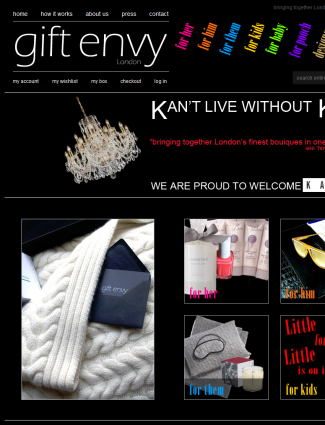 bringing together London
home how it works about us press contact
for her for him for them for kids for baby for pooch
gift envy
London
my account my wishlist my box checkout log in
search entire
KAN'T LIVE WITHOUT K
"bringing together London's finest bouiques in one
WE ARE PROUD TO WELCOME K A
gift envy
for her
for him
for them
Little
for
Little
is on i
for kids